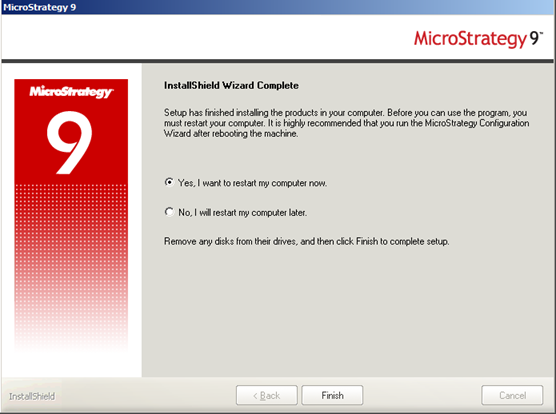 MicroStrategy 9
MicroStrategy 9
MicroStrategy
9
InstallShield Wizard Complete
Setup has finished installing the products in your computer. Before you can use the program, you
must restart your computer. It is highly recommended that you run the MicroStrategy Configuration
Wizard after rebooting the machine.
Yes, I want to restart my computer now.
No, I will restart my computer later.
Remove any disks from their drives, and then click Finish to complete setup.
InstallShield
< Back
Finish
Cancel